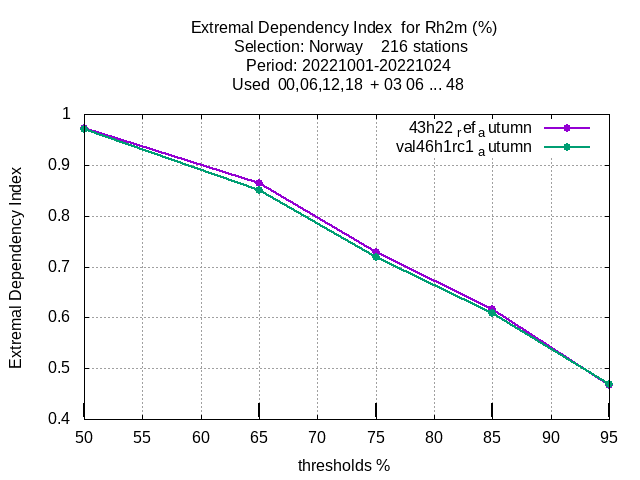 Extremal Dependency Index  for Rh2m (%)
Selection: Norway    216 stations
Period: 20221001-20221024
Used  00,06,12,18  + 03 06 ... 48
43h22 ref a utumn
val46h1rc1 a utumn
Extremal Dependency Index
1
0.9
0.8
0.7
0.6
0.5
0.4
50 55 60 65 70 75 80 85 90 95
thresholds %